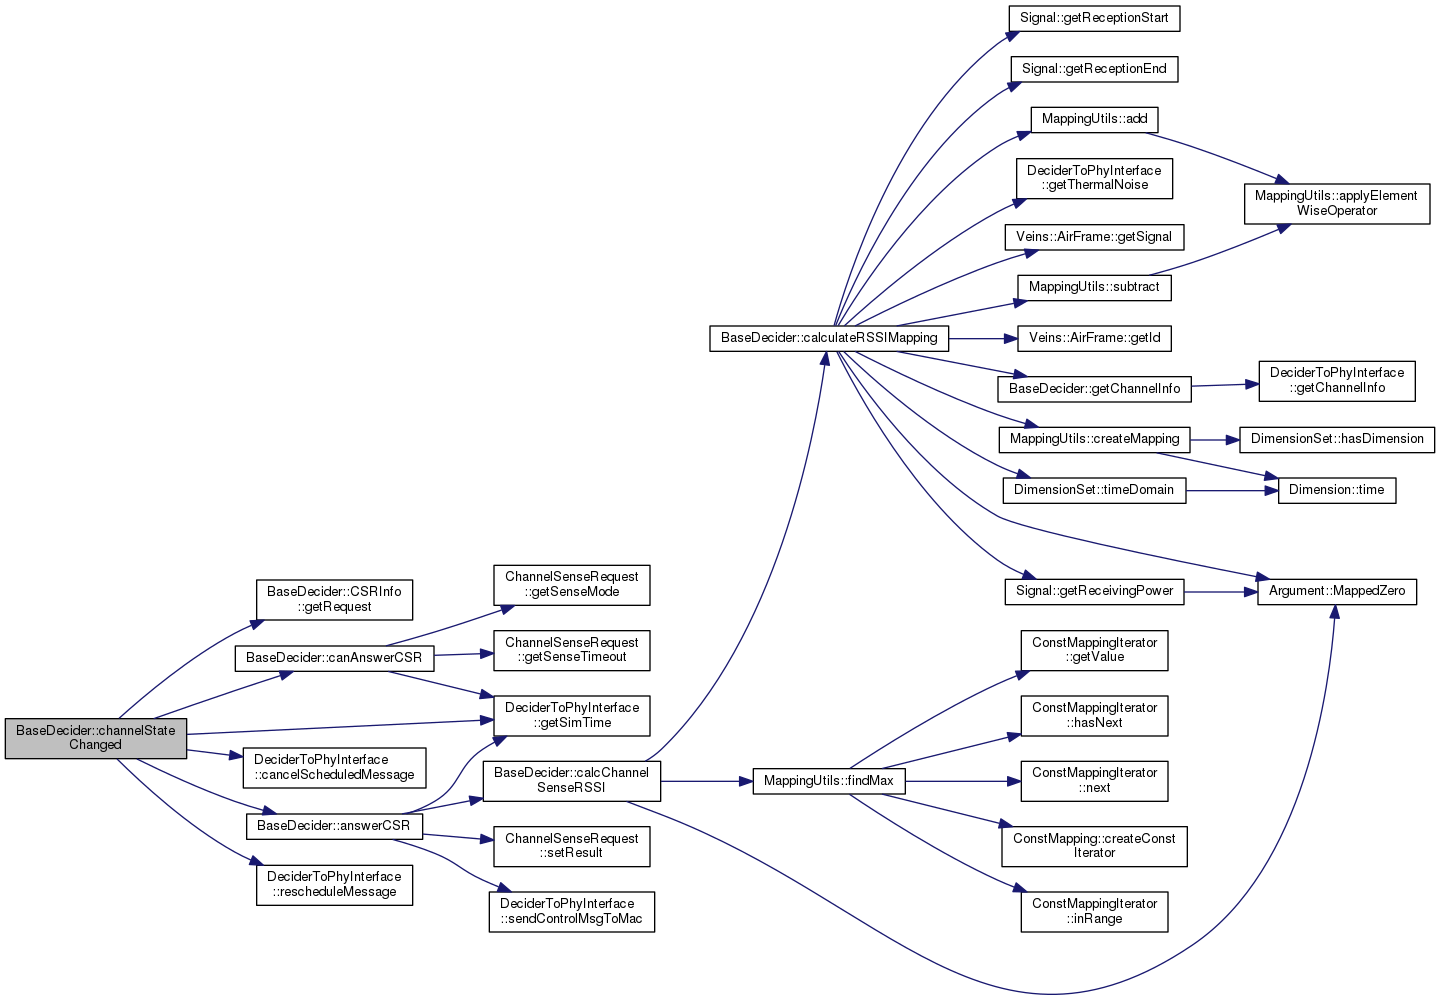 Signal::getReceptionStart
Signal::getReceptionEnd
MappingUtils::add
DeciderToPhyInterface
::getThermalNoise
MappingUtils::applyElement
WiseOperator
Veins::AirFrame::getSignal
MappingUtils::subtract
BaseDecider::calculateRSSIMapping
Veins::AirFrame::getId
BaseDecider::getChannelInfo
DeciderToPhyInterface
::getChannelInfo
MappingUtils::createMapping
DimensionSet::hasDimension
DimensionSet::timeDomain
Dimension::time
Signal::getReceivingPower
Argument::MappedZero
BaseDecider::CSRInfo
::getRequest
ChannelSenseRequest
::getSenseMode
BaseDecider::canAnswerCSR
ChannelSenseRequest
::getSenseTimeout
ConstMappingIterator
::getValue
BaseDecider::channelState
Changed
DeciderToPhyInterface
::getSimTime
ConstMappingIterator
::hasNext
DeciderToPhyInterface
::cancelScheduledMessage
BaseDecider::calcChannel
SenseRSSI
MappingUtils::findMax
ConstMappingIterator
::next
BaseDecider::answerCSR
ChannelSenseRequest
::setResult
ConstMapping::createConst
Iterator
DeciderToPhyInterface
::rescheduleMessage
DeciderToPhyInterface
::sendControlMsgToMac
ConstMappingIterator
::inRange